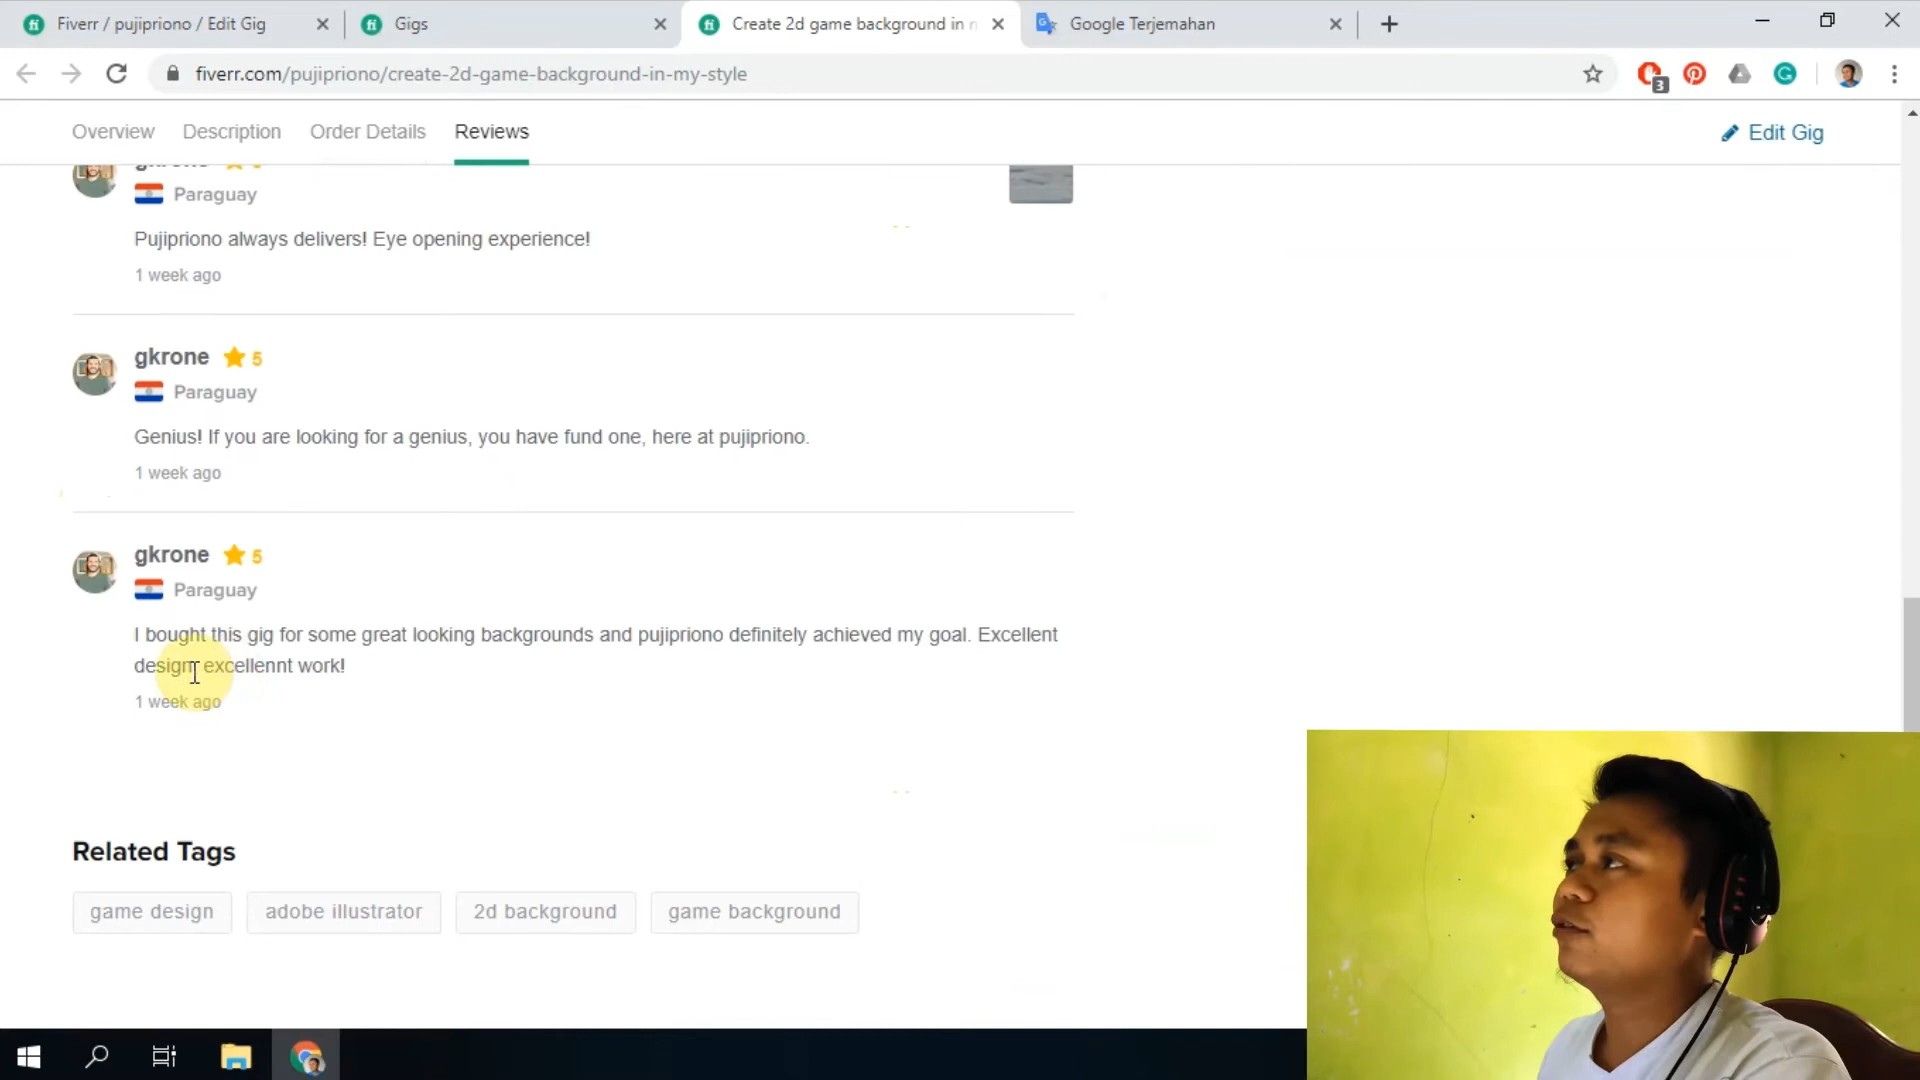 Fiverr / pujipriono / Edit Gig
Gigs
Create 2d game background in
Google Terjemahan
fiverr.com/pujipriono/create-2d-game-background-in-my-style
3
Overview Description Order Details Reviews
Edit Gig
Paraguay
Pujipriono always delivers! Eye opening experience!
1 week ago
gkrone 5
Paraguay
Genius! If you are looking for a genius, you have fund one, here at pujipriono.
1 week ago
gkrone 5
Paraguay
I bought this gig for some great looking backgrounds and pujipriono definitely achieved my goal. Excellent
design, excellennt work!
1 week ago
Related Tags
game design
adobe illustrator
2d background
game background